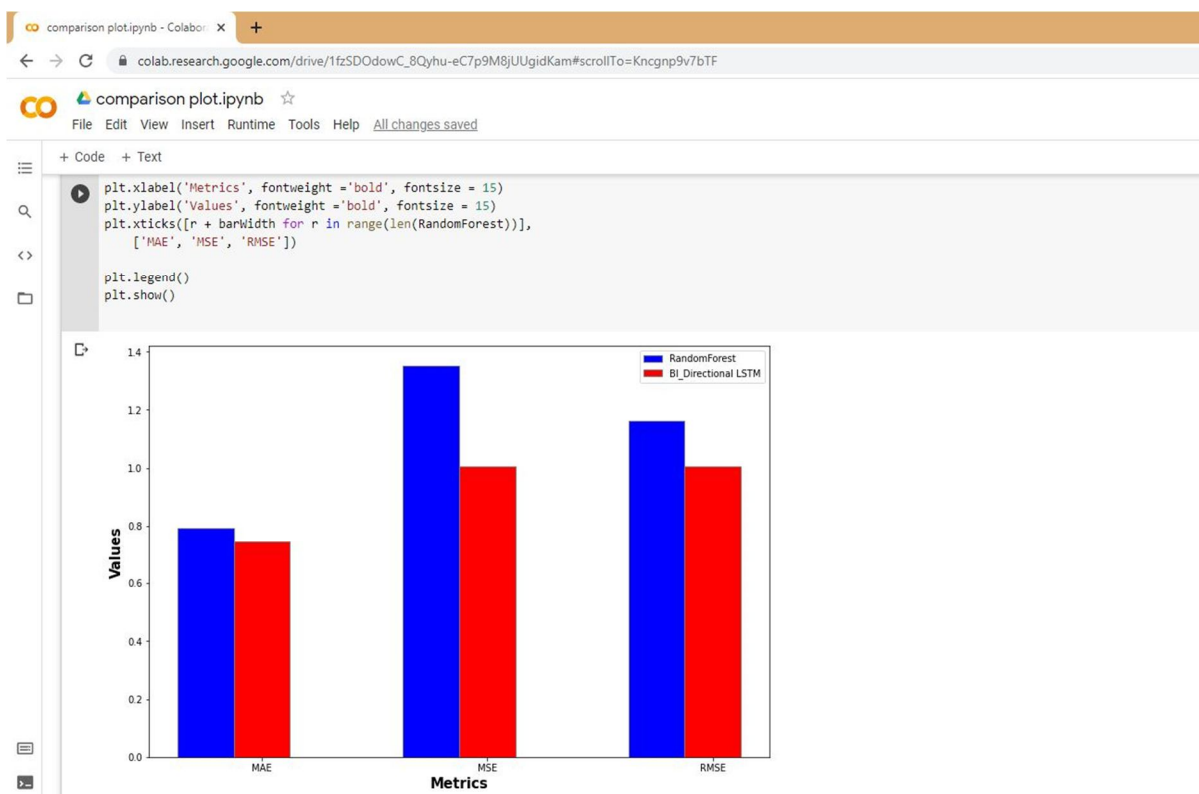 comparison plot.ipynb - Colabor
colab.research.google.com/drive/1fzSDOdowC_8Qyhu-eC7p9M8jUUgidKam#scrollTo=Kncgnp9v7bTF
comparison plot.ipynb
File Edit View Insert Runtime Tools Help All changes saved
+ Code + Text
plt.xlabel('Metrics', fontweight ='bold', fontsize = 15)
plt.ylabel('Values', fontweight ='bold', fontsize = 15)
plt.xticks([r + barWidth for r in range(len(RandomForest))],
['MAE', 'MSE', 'RMSE'])
plt.legend()
plt.show()
RandomForest
BI_Directional LSTM
1.4
1.2
1.0
0.8
0.6
0.4
0.2
0.0
Values
MAE MSE RMSE
Metrics